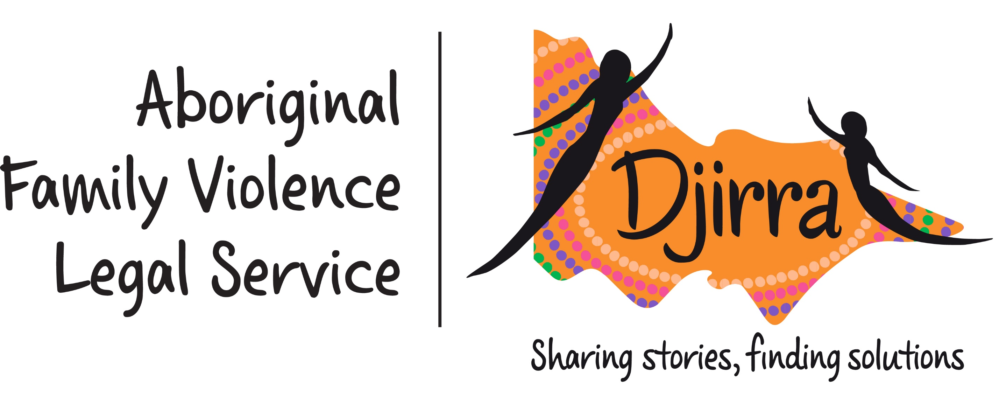 Aboriginal
Family Violence
Legal Service
Djirra
Sharing stories, finding solutions